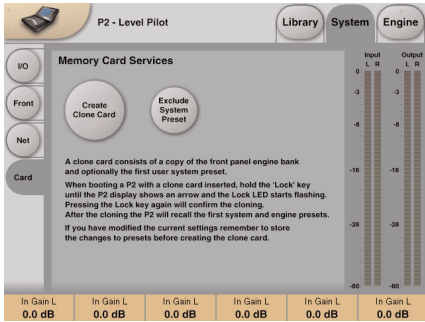 P2 - Level Pilot
Library
System
Engine
I/O
Front
Net
Card
Memory Card Services
Create
Clone Card
Exclude
System
Preset
A clone card consists of a copy of the front panel engine bank
and optionally the first user system preset.
When booting a P2 with a clone card inserted, hold the 'Lock' key
until the P2 display shows an arrow and the Lock LED starts flashing.
Pressing the Lock key again will confirm the cloning.
After the cloning the P2 will recall the first system and engine presets.
If you have modified the current settings remember to store
the changes to presets before creating the clone card.
Input Output
L R L R
0 0
-3 -3
-8 -8
-16 -16
-28 -28
-60 -60
In Gain L In Gain L In Gain L In Gain L In Gain L In Gain L
0.0 dB 0.0 dB 0.0 dB 0.0 dB 0.0 dB 0.0 dB